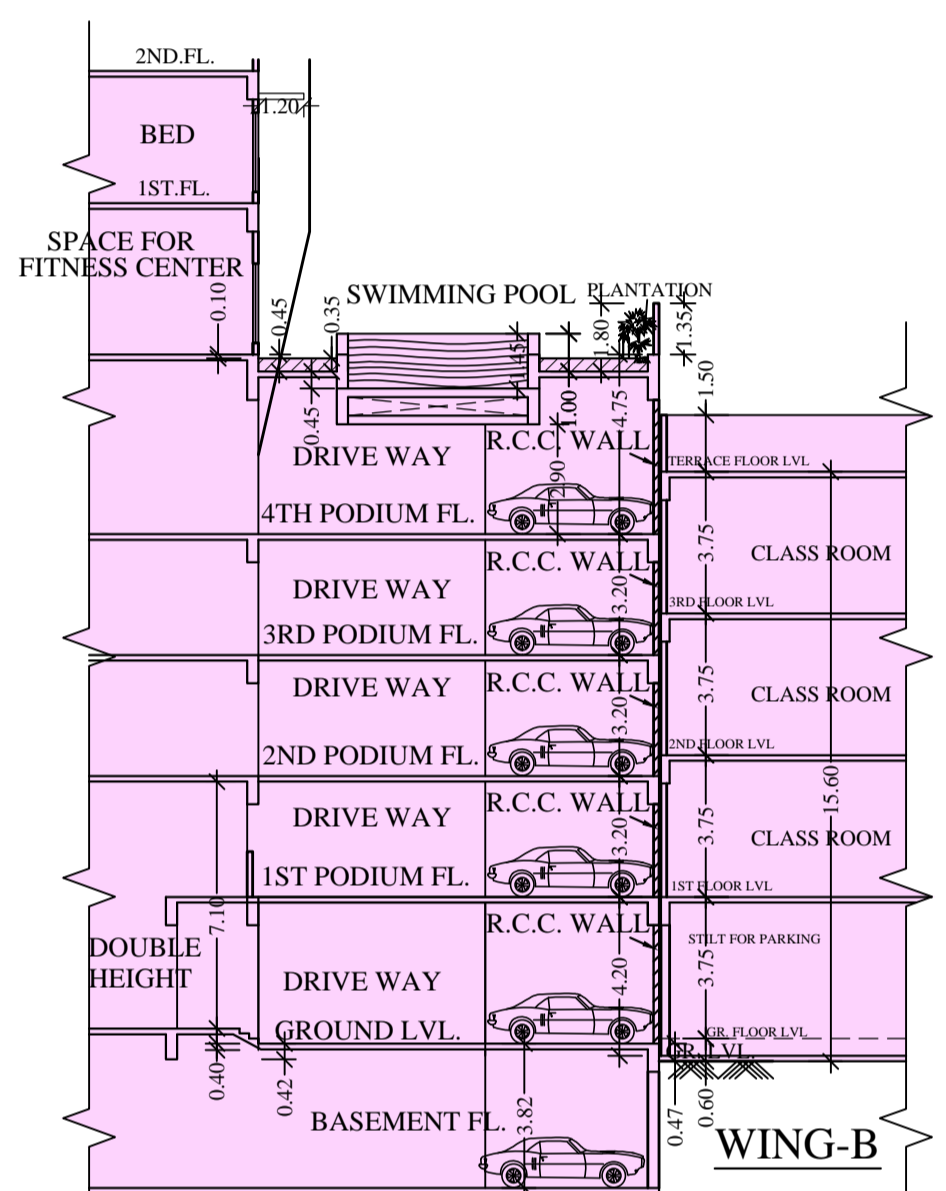 2ND.FL.
1.20
BED
1ST.FL.
SPACE FOR
FITNESS CENTER
0.10
0.45
0.35
SWIMMING POOL
PLANTATION
1.80
1.35
1.45
0.45
1.00
4.75
1.50
DRIVE WAY
R.C.C. WALL
TERRACE FLOOR LVL
2.90
4TH PODIUM FL.
3.75
CLASS ROOM
R.C.C. WALL
DRIVE WAY
3.20
3RD FLOOR LVL
3RD PODIUM FL.
DRIVE WAY
R.C.C. WALL
3.75
CLASS ROOM
3.20
2ND FLOOR LVL
2ND PODIUM FL.
15.60
DRIVE WAY
R.C.C. WALL
3.20
3.75
CLASS ROOM
1ST PODIUM FL.
1ST FLOOR LVL
7.10
R.C.C. WALL
STILT FOR PARKING
DOUBLE
HEIGHT
DRIVE WAY
4.20
3.75
GROUND LVL.
GR. FLOOR LVL
GR. LVL.
0.40
0.42
3.82
0.47
0.60
BASEMENT FL.
WING-B